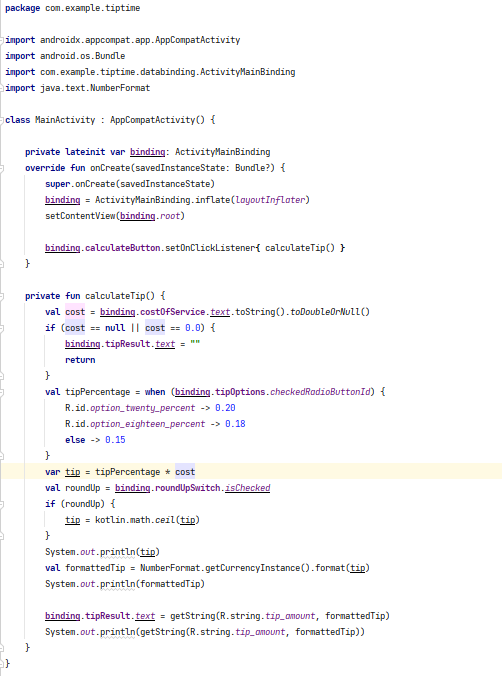 package com.example.tiptime
import androidx.appcompat.app.AppCompatActivity
import android.os.Bundle
import com.example.tiptime.databinding.ActivityMainBinding
import java.text.NumberFormat
class MainActivity : AppCompatActivity() {
private lateinit var binding: ActivityMainBinding
override fun onCreate(savedInstanceState: Bundle?) {
super.onCreate(savedInstanceState)
binding = ActivityMainBinding.inflate(layoutInflater)
setContentView(binding.root)
binding.calculateButton.setOnClickListener{ calculateTip() }
}
private fun calculateTip() {
val cost = binding.costOfService.text.toString().toDoubleOrNull()
if (cost == null || cost == 0.0) {
binding.tipResult.text = ""
return
}
val tipPercentage = when (binding.tipOptions.checkedRadioButtonId) {
R.id.option_twenty_percent -> 0.20
R.id.option_eighteen_percent -> 0.18
else -> 0.15
}
var tip = tipPercentage * cost
val roundUp = binding.roundUpSwitch.isChecked
if (roundUp) {
tip = kotlin.math.ceil(tip)
}
System.out.println(tip)
val formattedTip = NumberFormat.getCurrencyInstance().format(tip)
System.out.println(formattedTip)
binding.tipResult.text = getString(R.string.tip_amount, formattedTip)
System.out.println(getString(R.string.tip_amount, formattedTip))
}
}